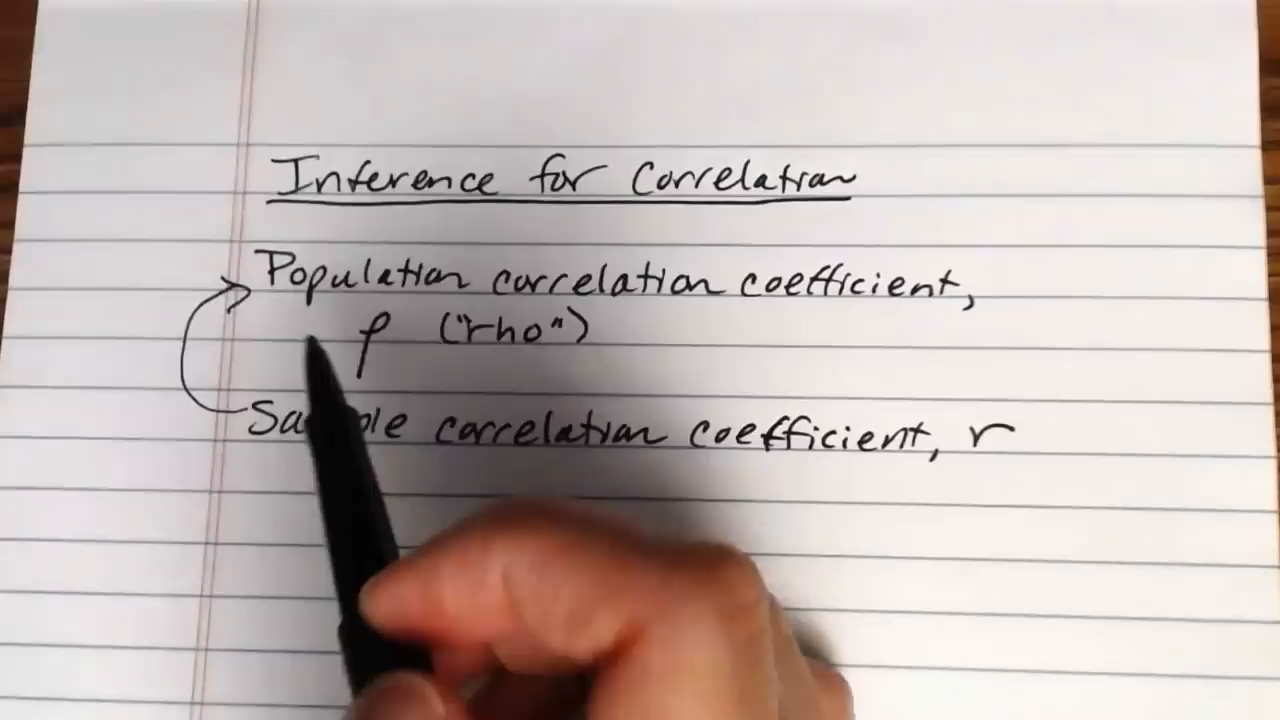 Inference for Correlation
Population correlation coefficient,
ρ ("rho")
correlation coefficient, r